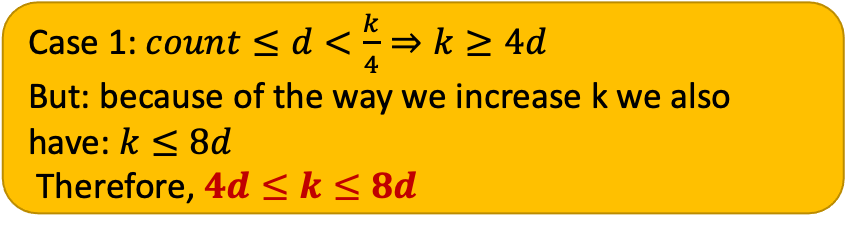 Case 1: count ≤ d < k/4 ⇒ k ≥ 4d
But: because of the way we increase k we also
have: k ≤ 8d
Therefore, 4d ≤ k ≤ 8d